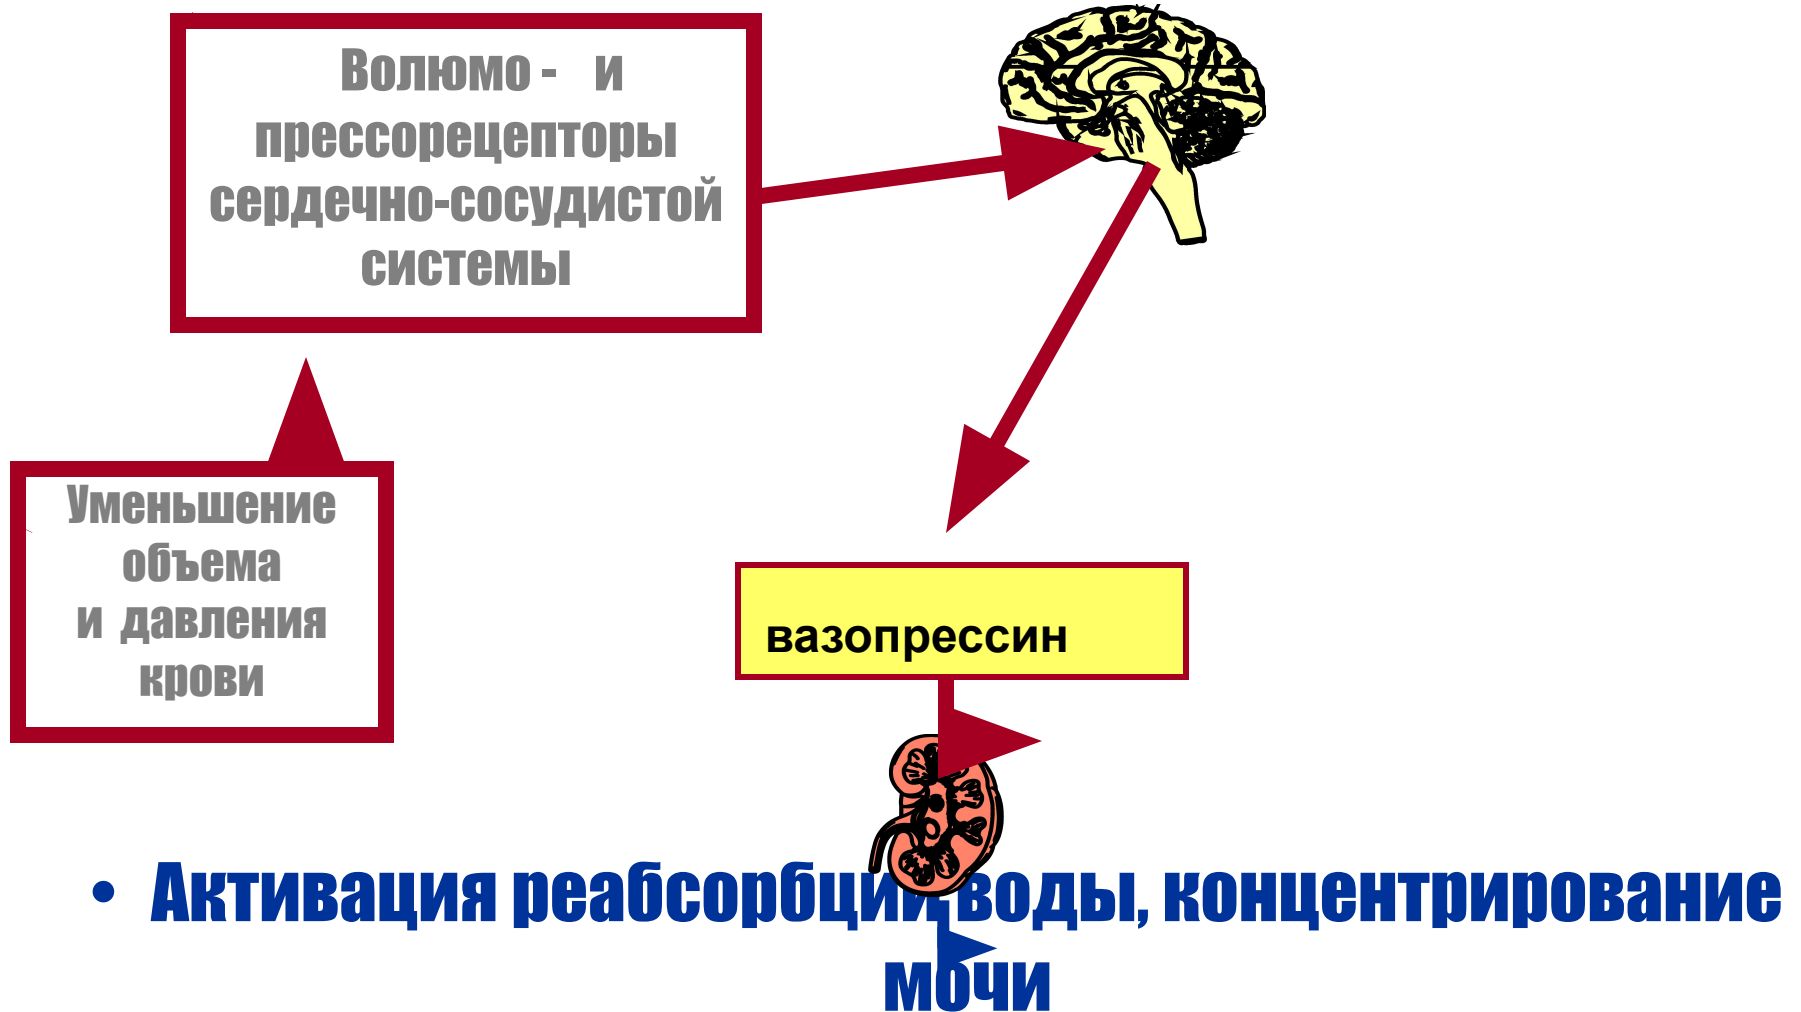 Волюмо - и
прессорецепторы
сердечно-сосудистой
системы
Уменьшение
объема
и давления
крови
вазопрессин
• Активация реабсорбции воды, концентрирование
мочи